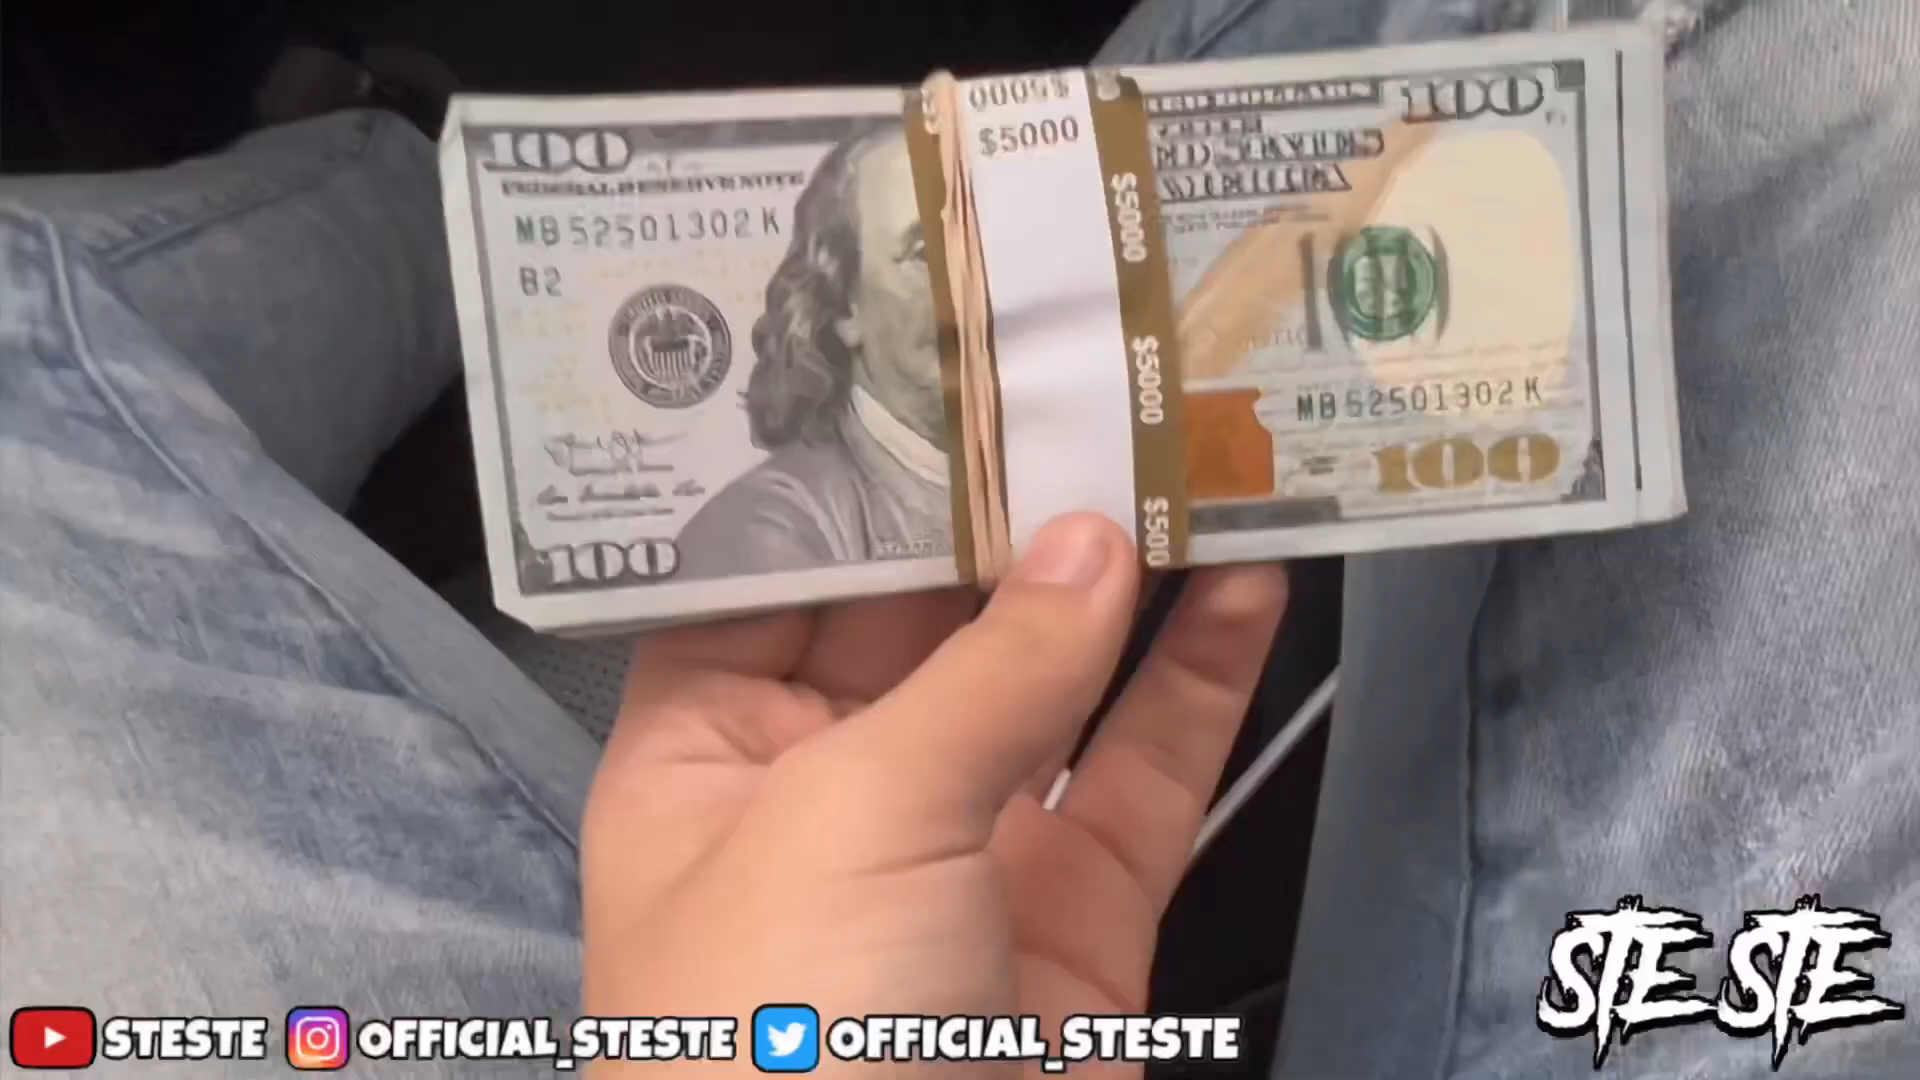 100
FEDERAL RESERVE NOTE
MB 52501302 K
B2
100
$5000
$5000
$5000
$5000
$500
100
MB 52501302 K
100
STESTE
OFFICIAL_STESTE
OFFICIAL_STESTE
STE STE